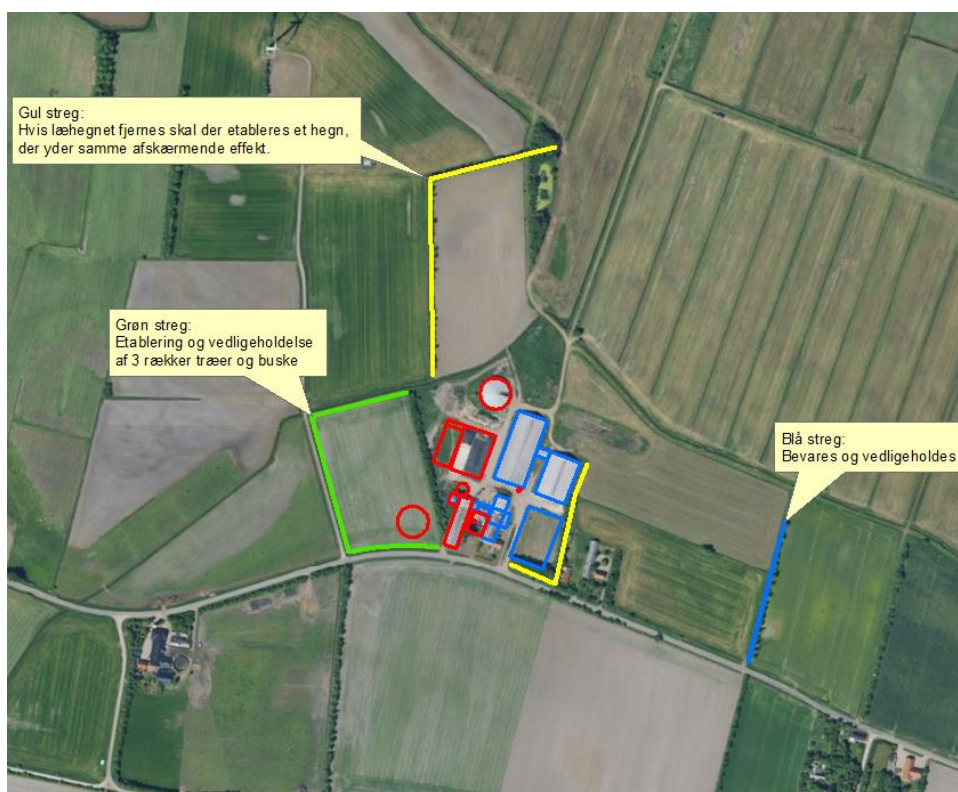 Gul streg:
Hvis læhegnet fjernes skal der etableres et hegn,
der yder samme afskærmende effekt.
Grøn streg:
Etablering og vedligeholdelse
af 3 rækker træer og buske
Blå streg:
Bevares og vedligeholdes